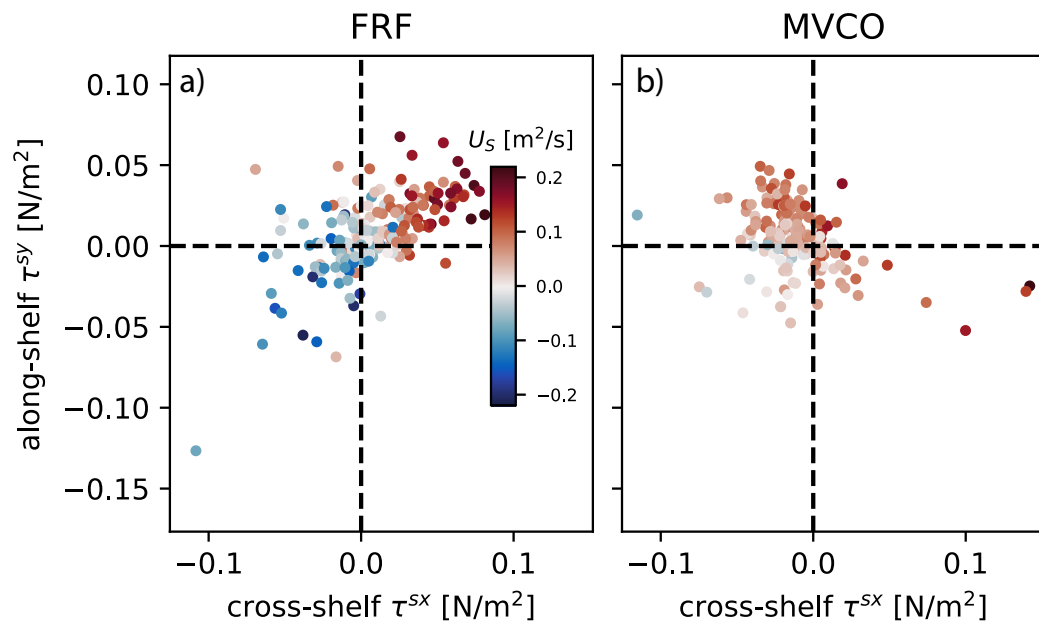 FRF
MVCO
a)
b)
U_S [m²/s]
0.2
0.1
0.0
−0.1
−0.2
0.10
0.05
0.00
−0.05
−0.10
−0.15
along-shelf τ^sy [N/m²]
−0.1
0.0
0.1
−0.1
0.0
0.1
cross-shelf τ^sx [N/m²]
cross-shelf τ^sx [N/m²]